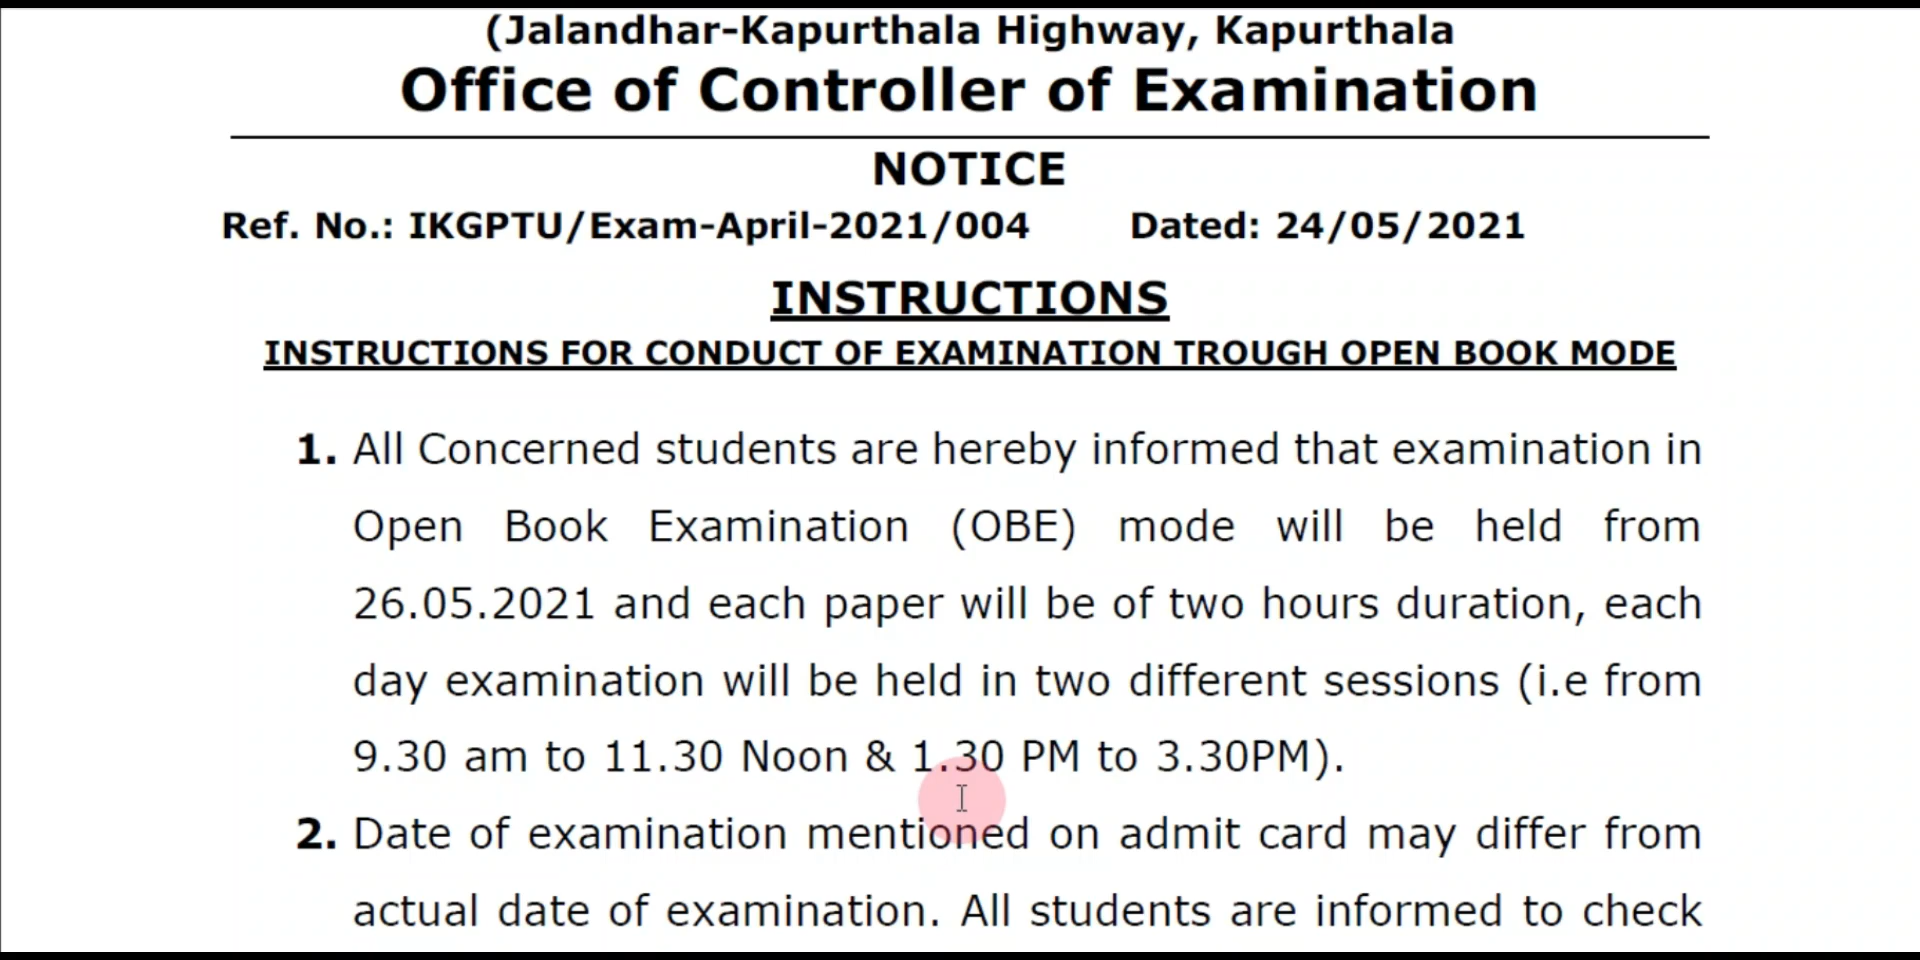 (Jalandhar-Kapurthala Highway, Kapurthala
Office of Controller of Examination
NOTICE
Ref. No.: IKGPTU/Exam-April-2021/004 Dated: 24/05/2021
INSTRUCTIONS
INSTRUCTIONS FOR CONDUCT OF EXAMINATION TROUGH OPEN BOOK MODE
1. All Concerned students are hereby informed that examination in
Open Book Examination (OBE) mode will be held from
26.05.2021 and each paper will be of two hours duration, each
day examination will be held in two different sessions (i.e from
9.30 am to 11.30 Noon & 1.30 PM to 3.30PM).
2. Date of examination mentioned on admit card may differ from
actual date of examination. All students are informed to check